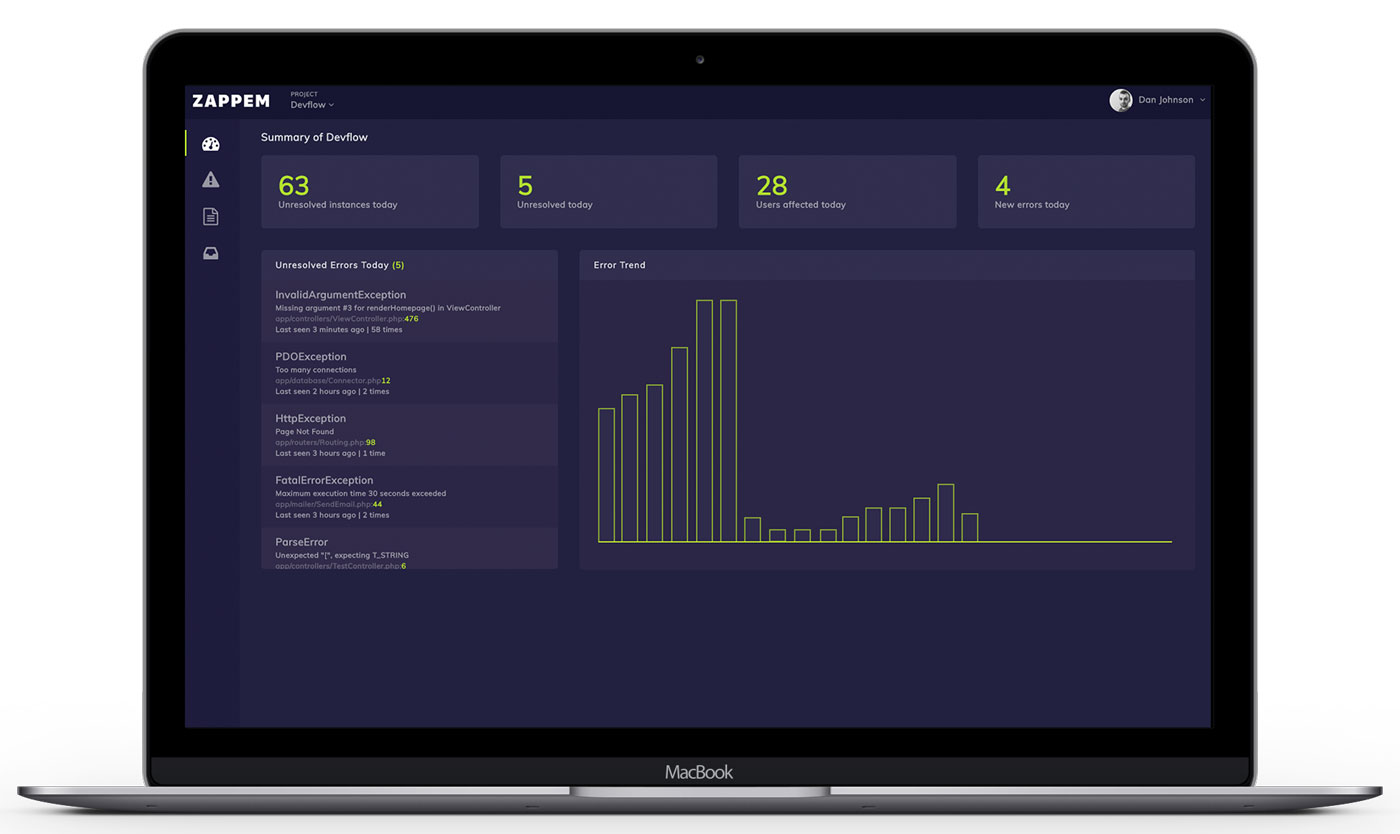 ZAPPEM
PROJECT
Devflow
Dan Johnson
Summary of Devflow
63
Unresolved instances today
5
Unresolved today
28
Users affected today
4
New errors today
Unresolved Errors Today (5)
InvalidArgumentException
Missing argument #3 for renderHomepage() in ViewController
app/controllers/ViewController.php:476
Last seen 3 minutes ago | 58 times
PDOException
Too many connections
app/database/Connector.php12
Last seen 2 hours ago | 2 times
HttpException
Page Not Found
app/routers/Routing.php:98
Last seen 3 hours ago | 1 time
FatalErrorException
Maximum execution time 30 seconds exceeded
app/mailer/SendEmail.php:44
Last seen 3 hours ago | 2 times
ParseError
Unexpected "[", expecting T_STRING
app/controllers/TestController.php:6
Error Trend
MacBook